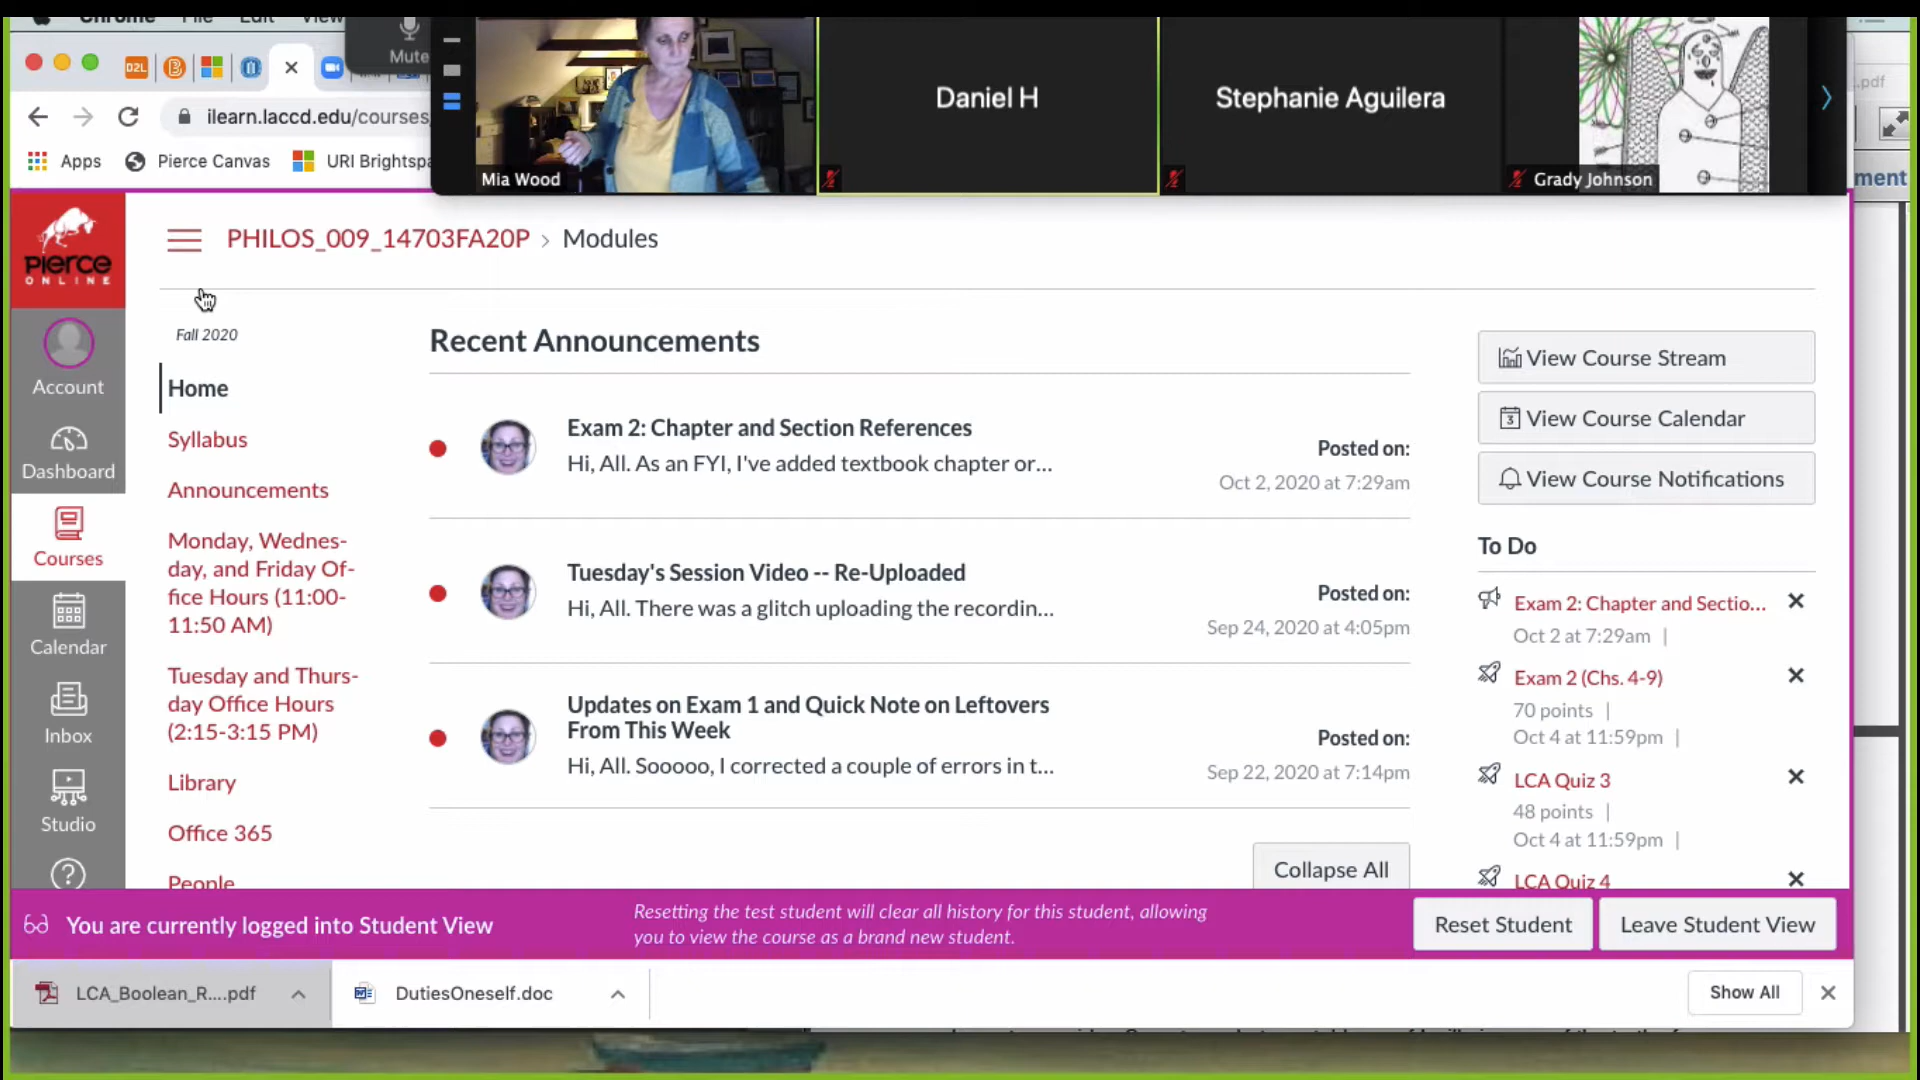 Chrome File Edit View
Mute
.pdf
ilearn.laccd.edu/courses
Apps Pierce Canvas URI Brightspa
Mia Wood
Daniel H
Stephanie Aguilera
Grady Johnson
ment
PIERCE
ONLINE
PHILOS_009_14703FA20P › Modules
Account
Dashboard
Courses
Calendar
Inbox
Studio
Fall 2020
Home
Syllabus
Announcements
Monday, Wednes-
day, and Friday Of-
fice Hours (11:00-
11:50 AM)
Tuesday and Thurs-
day Office Hours
(2:15-3:15 PM)
Library
Office 365
People
Recent Announcements
Exam 2: Chapter and Section References
Hi, All. As an FYI, I've added textbook chapter or...
Posted on:
Oct 2, 2020 at 7:29am
Tuesday's Session Video -- Re-Uploaded
Hi, All. There was a glitch uploading the recordin...
Posted on:
Sep 24, 2020 at 4:05pm
Updates on Exam 1 and Quick Note on Leftovers
From This Week
Hi, All. Sooooo, I corrected a couple of errors in t...
Posted on:
Sep 22, 2020 at 7:14pm
Collapse All
View Course Stream
View Course Calendar
View Course Notifications
To Do
Exam 2: Chapter and Sectio...
Oct 2 at 7:29am |
Exam 2 (Chs. 4-9)
70 points |
Oct 4 at 11:59pm |
LCA Quiz 3
48 points |
Oct 4 at 11:59pm |
LCA Quiz 4
You are currently logged into Student View
Resetting the test student will clear all history for this student, allowing
you to view the course as a brand new student.
Reset Student
Leave Student View
LCA_Boolean_R....pdf
DutiesOneself.doc
Show All